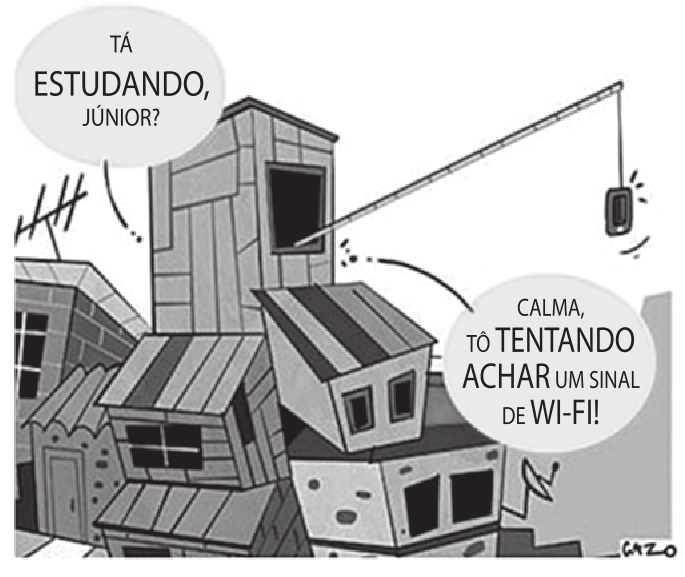 TÁ
ESTUDANDO,
JÚNIOR?
CALMA,
TÔ TENTANDO
ACHAR UM SINAL
DE WI-FI!
GAZO